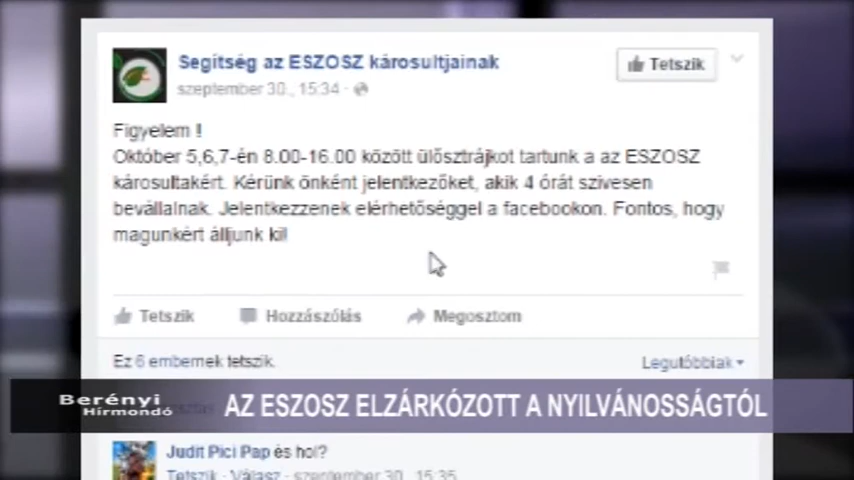 Segítség az ESZOSZ károsultjainak
Tetszik
szeptember 30., 15:34
Figyelem !!
Október 5,6,7-én 8.00-16.00 között ülősztrájkot tartunk a az ESZOSZ
károsultakért. Kérünk önként jelentkezőket, akik 4 órát szivesen
bevállalnak. Jelentkezzenek elérhetőséggel a facebookon. Fontos, hogy
magunkért álljunk ki!
Tetszik Hozzászólás Megosztom
Ez 6 embernek tetszik.
Legutóbbiak
Berényi
Hírmondó
AZ ESZOSZ ELZÁRKÓZOTT A NYILVÁNOSSÁGTÓL
Judit Pici Pap és hol?
Tetszik · Válasz · szeptember 30., 15:35